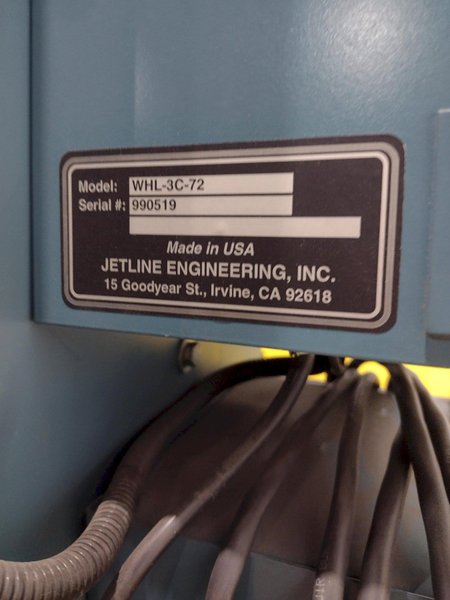 Model: WHL-3C-72
Serial #: 990519
Made in USA
JETLINE ENGINEERING, INC.
15 Goodyear St., Irvine, CA 92618